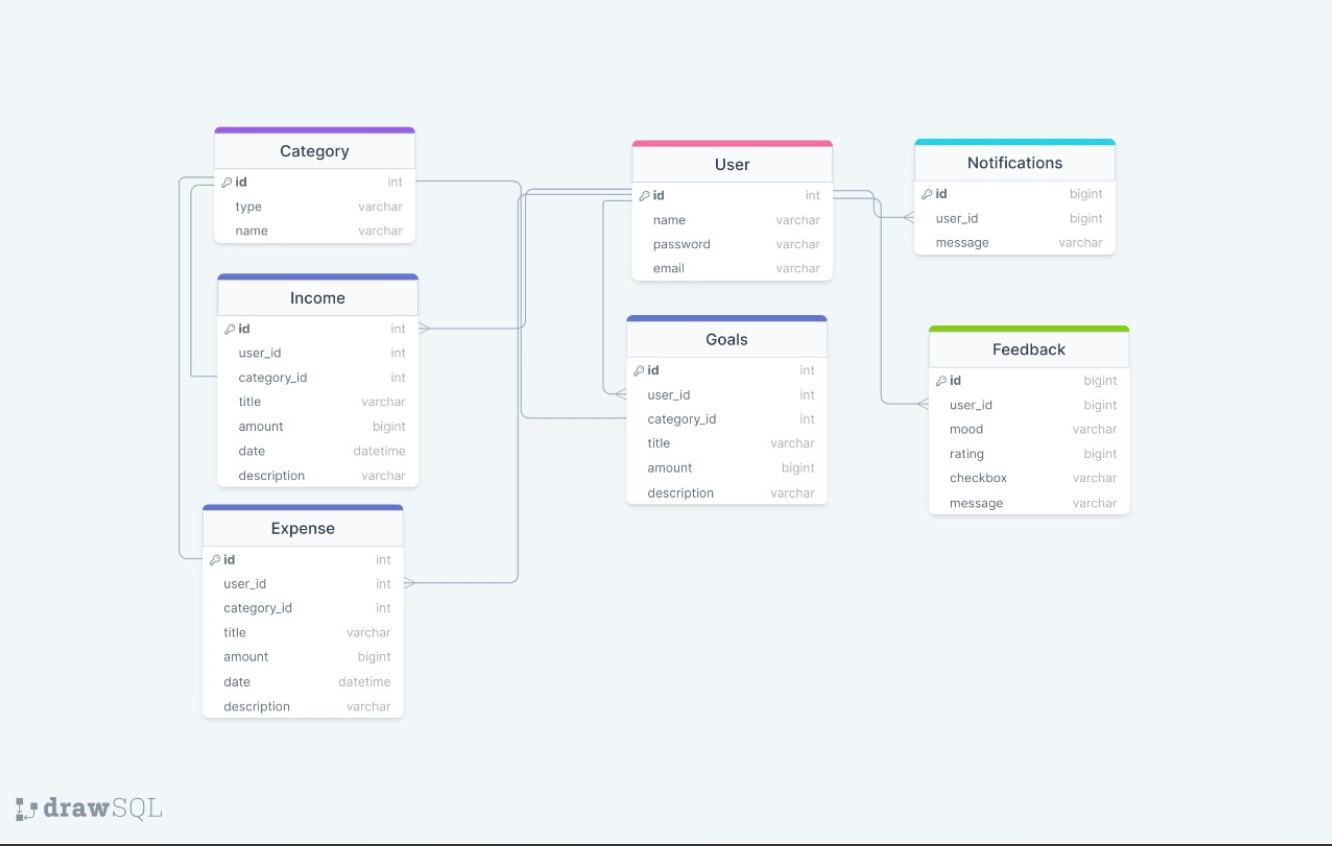 Category
id int
type varchar
name varchar
Income
id int
user_id int
category_id int
title varchar
amount bigint
date datetime
description varchar
Expense
id int
user_id int
category_id int
title varchar
amount bigint
date datetime
description varchar
User
id int
name varchar
password varchar
email varchar
Goals
id int
user_id int
category_id int
title varchar
amount bigint
description varchar
Notifications
id bigint
user_id bigint
message varchar
Feedback
id bigint
user_id bigint
mood varchar
rating bigint
checkbox varchar
message varchar
drawSQL